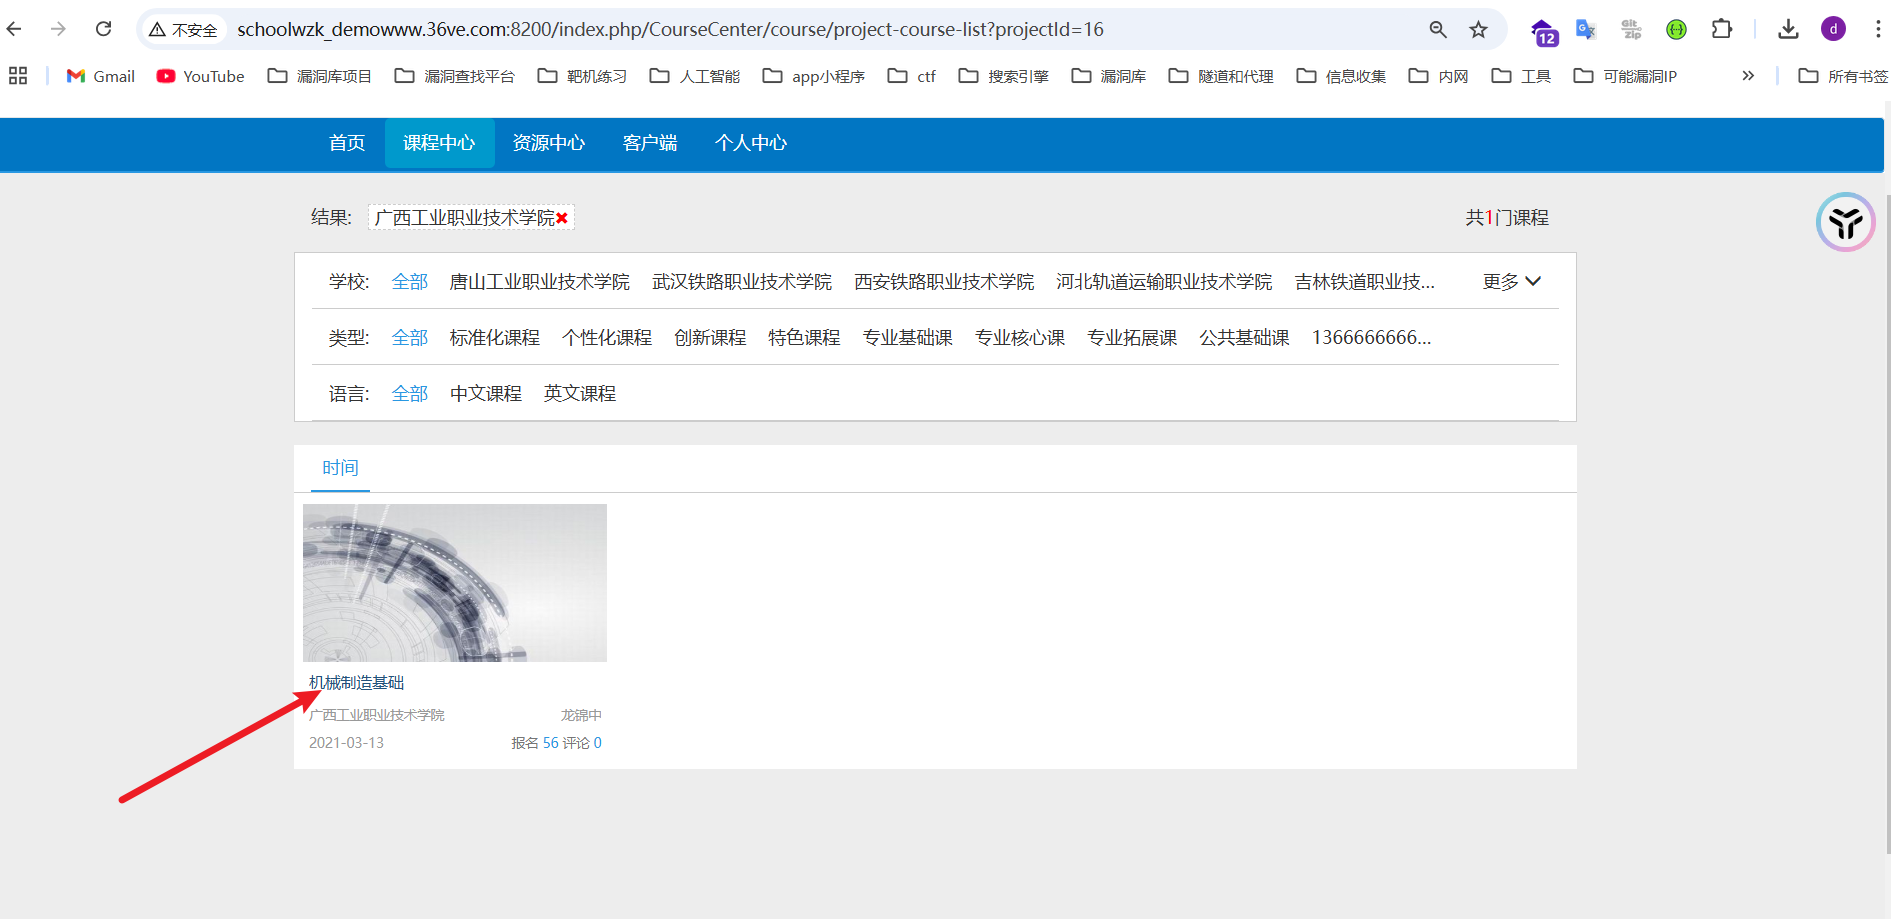 不安全 schoolwzk_demowww.36ve.com:8200/index.php/CourseCenter/course/project-course-list?projectId=16 12 Git Zip d
Gmail YouTube 漏洞库项目 漏洞查找平台 靶机练习 人工智能 app小程序 ctf 搜索引擎 漏洞库 隧道和代理 信息收集 内网 工具 可能漏洞IP 所有书签
首页 课程中心 资源中心 客户端 个人中心
结果: 广西工业职业技术学院 共1门课程
学校: 全部 唐山工业职业技术学院 武汉铁路职业技术学院 西安铁路职业技术学院 河北轨道运输职业技术学院 吉林铁道职业技... 更多
类型: 全部 标准化课程 个性化课程 创新课程 特色课程 专业基础课 专业核心课 专业拓展课 公共基础课 1366666666...
语言: 全部 中文课程 英文课程
时间
机械制造基础
广西工业职业技术学院 龙锦中
2021-03-13 报名 56 评论 0